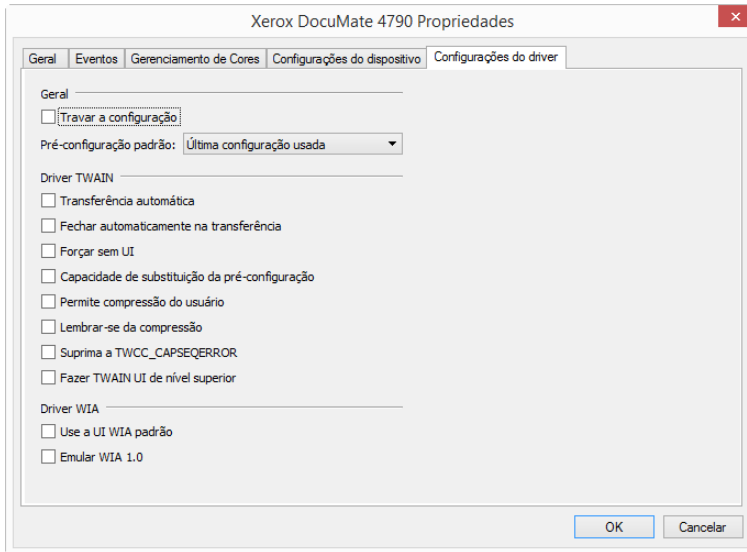 Xerox DocuMate 4790 Propriedades
Geral Eventos Gerenciamento de Cores Configurações do dispositivo Configurações do driver
Geral
Travar a configuração
Pré-configuração padrão: Última configuração usada
Driver TWAIN
Transferência automática
Fechar automaticamente na transferência
Forçar sem UI
Capacidade de substituição da pré-configuração
Permite compressão do usuário
Lembrar-se da compressão
Suprima a TWCC_CAPSEQERROR
Fazer TWAIN UI de nível superior
Driver WIA
Use a UI WIA padrão
Emular WIA 1.0
OK Cancelar